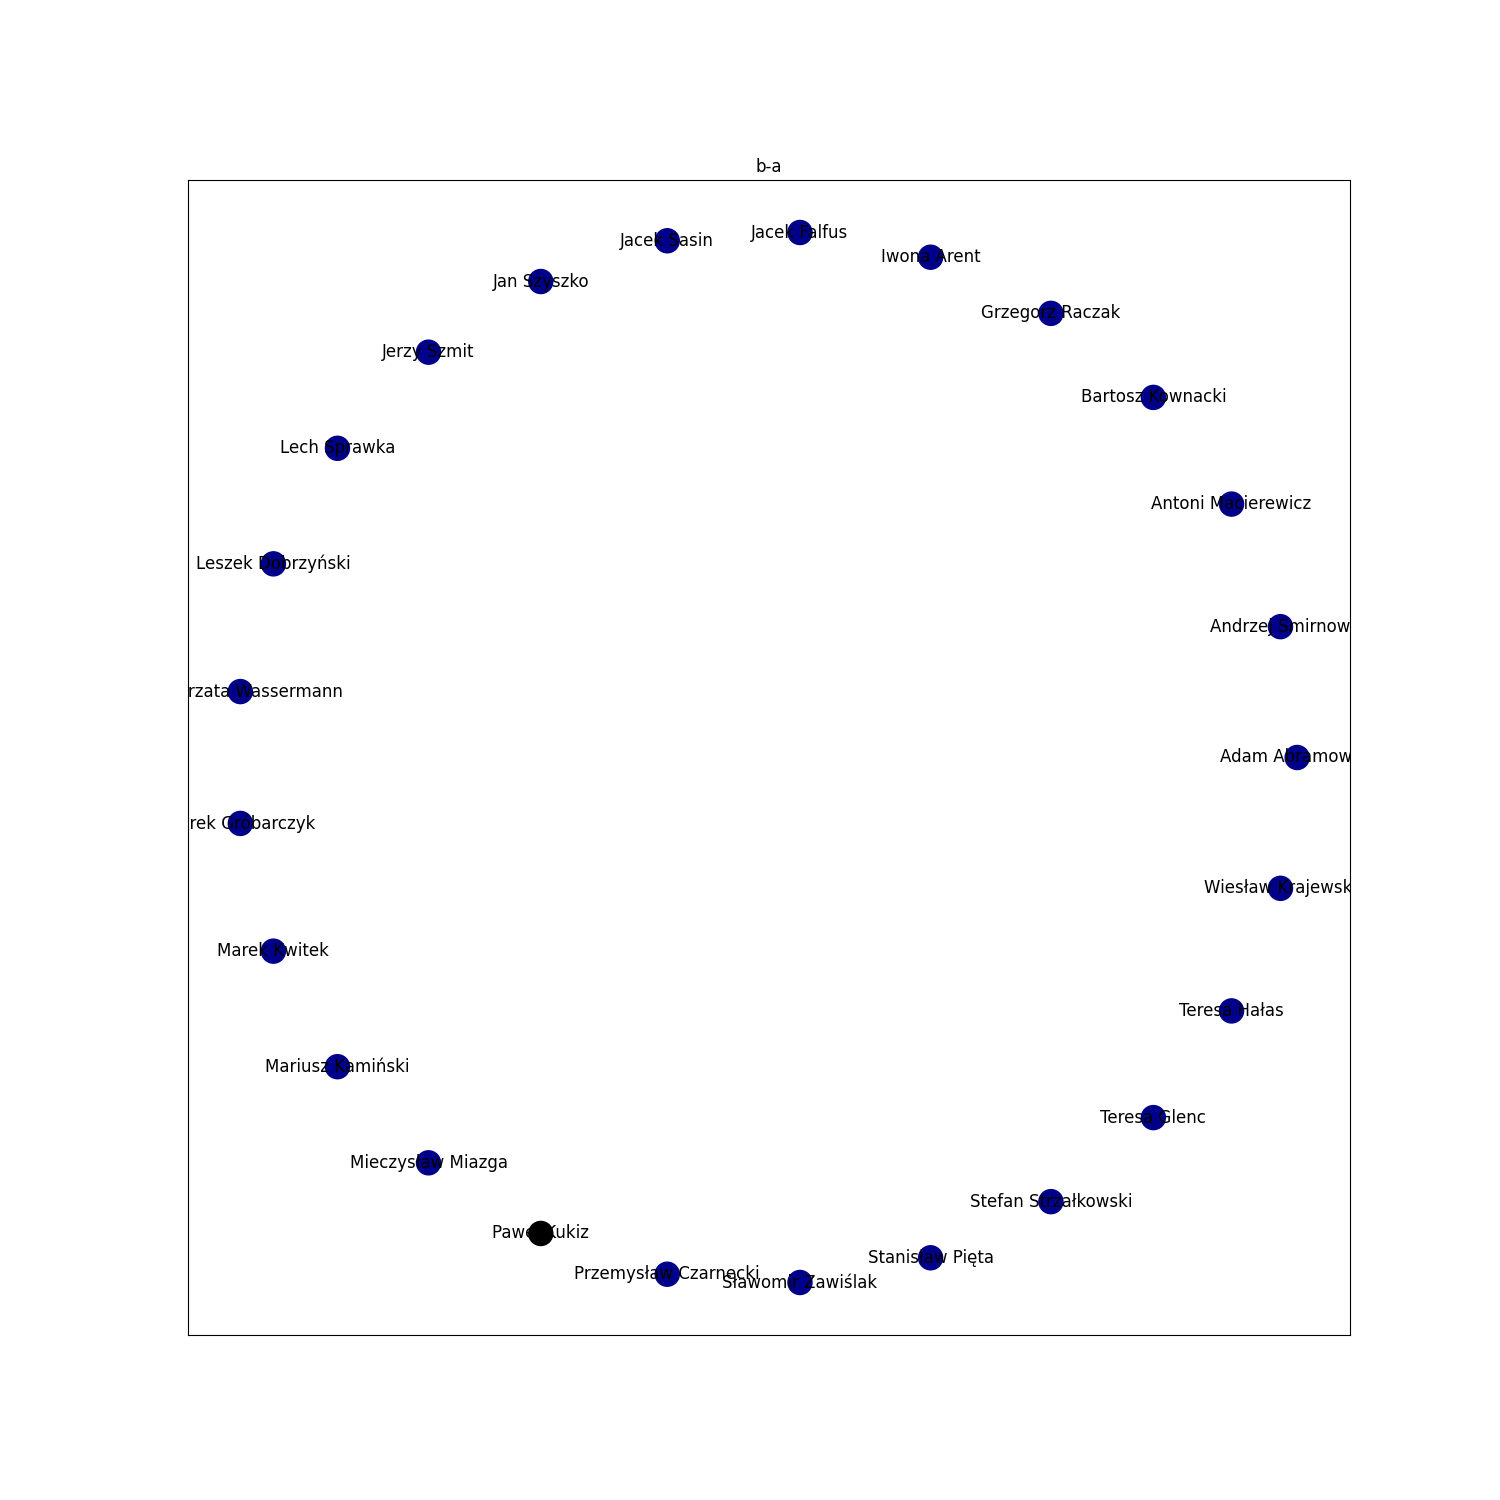 b-a
Jacek Falfus
Jacek Sasin
Iwona Arent
Jan Szyszko
Grzegorz Raczak
Jerzy Szmit
Bartosz Kownacki
Lech Sprawka
Antoni Macierewicz
Leszek Dobrzyński
Andrzej Smirnow
rzata Wassermann
Adam Abramow
rek Gróbarczyk
Wiesław Krajewsk
Marek Kwitek
Teresa Hałas
Mariusz Kamiński
Teresa Glenc
Mieczysław Miazga
Stefan Strzałkowski
Paweł Kukiz
Stanisław Pięta
Przemysław Czarnecki
Sławomir Zawiślak